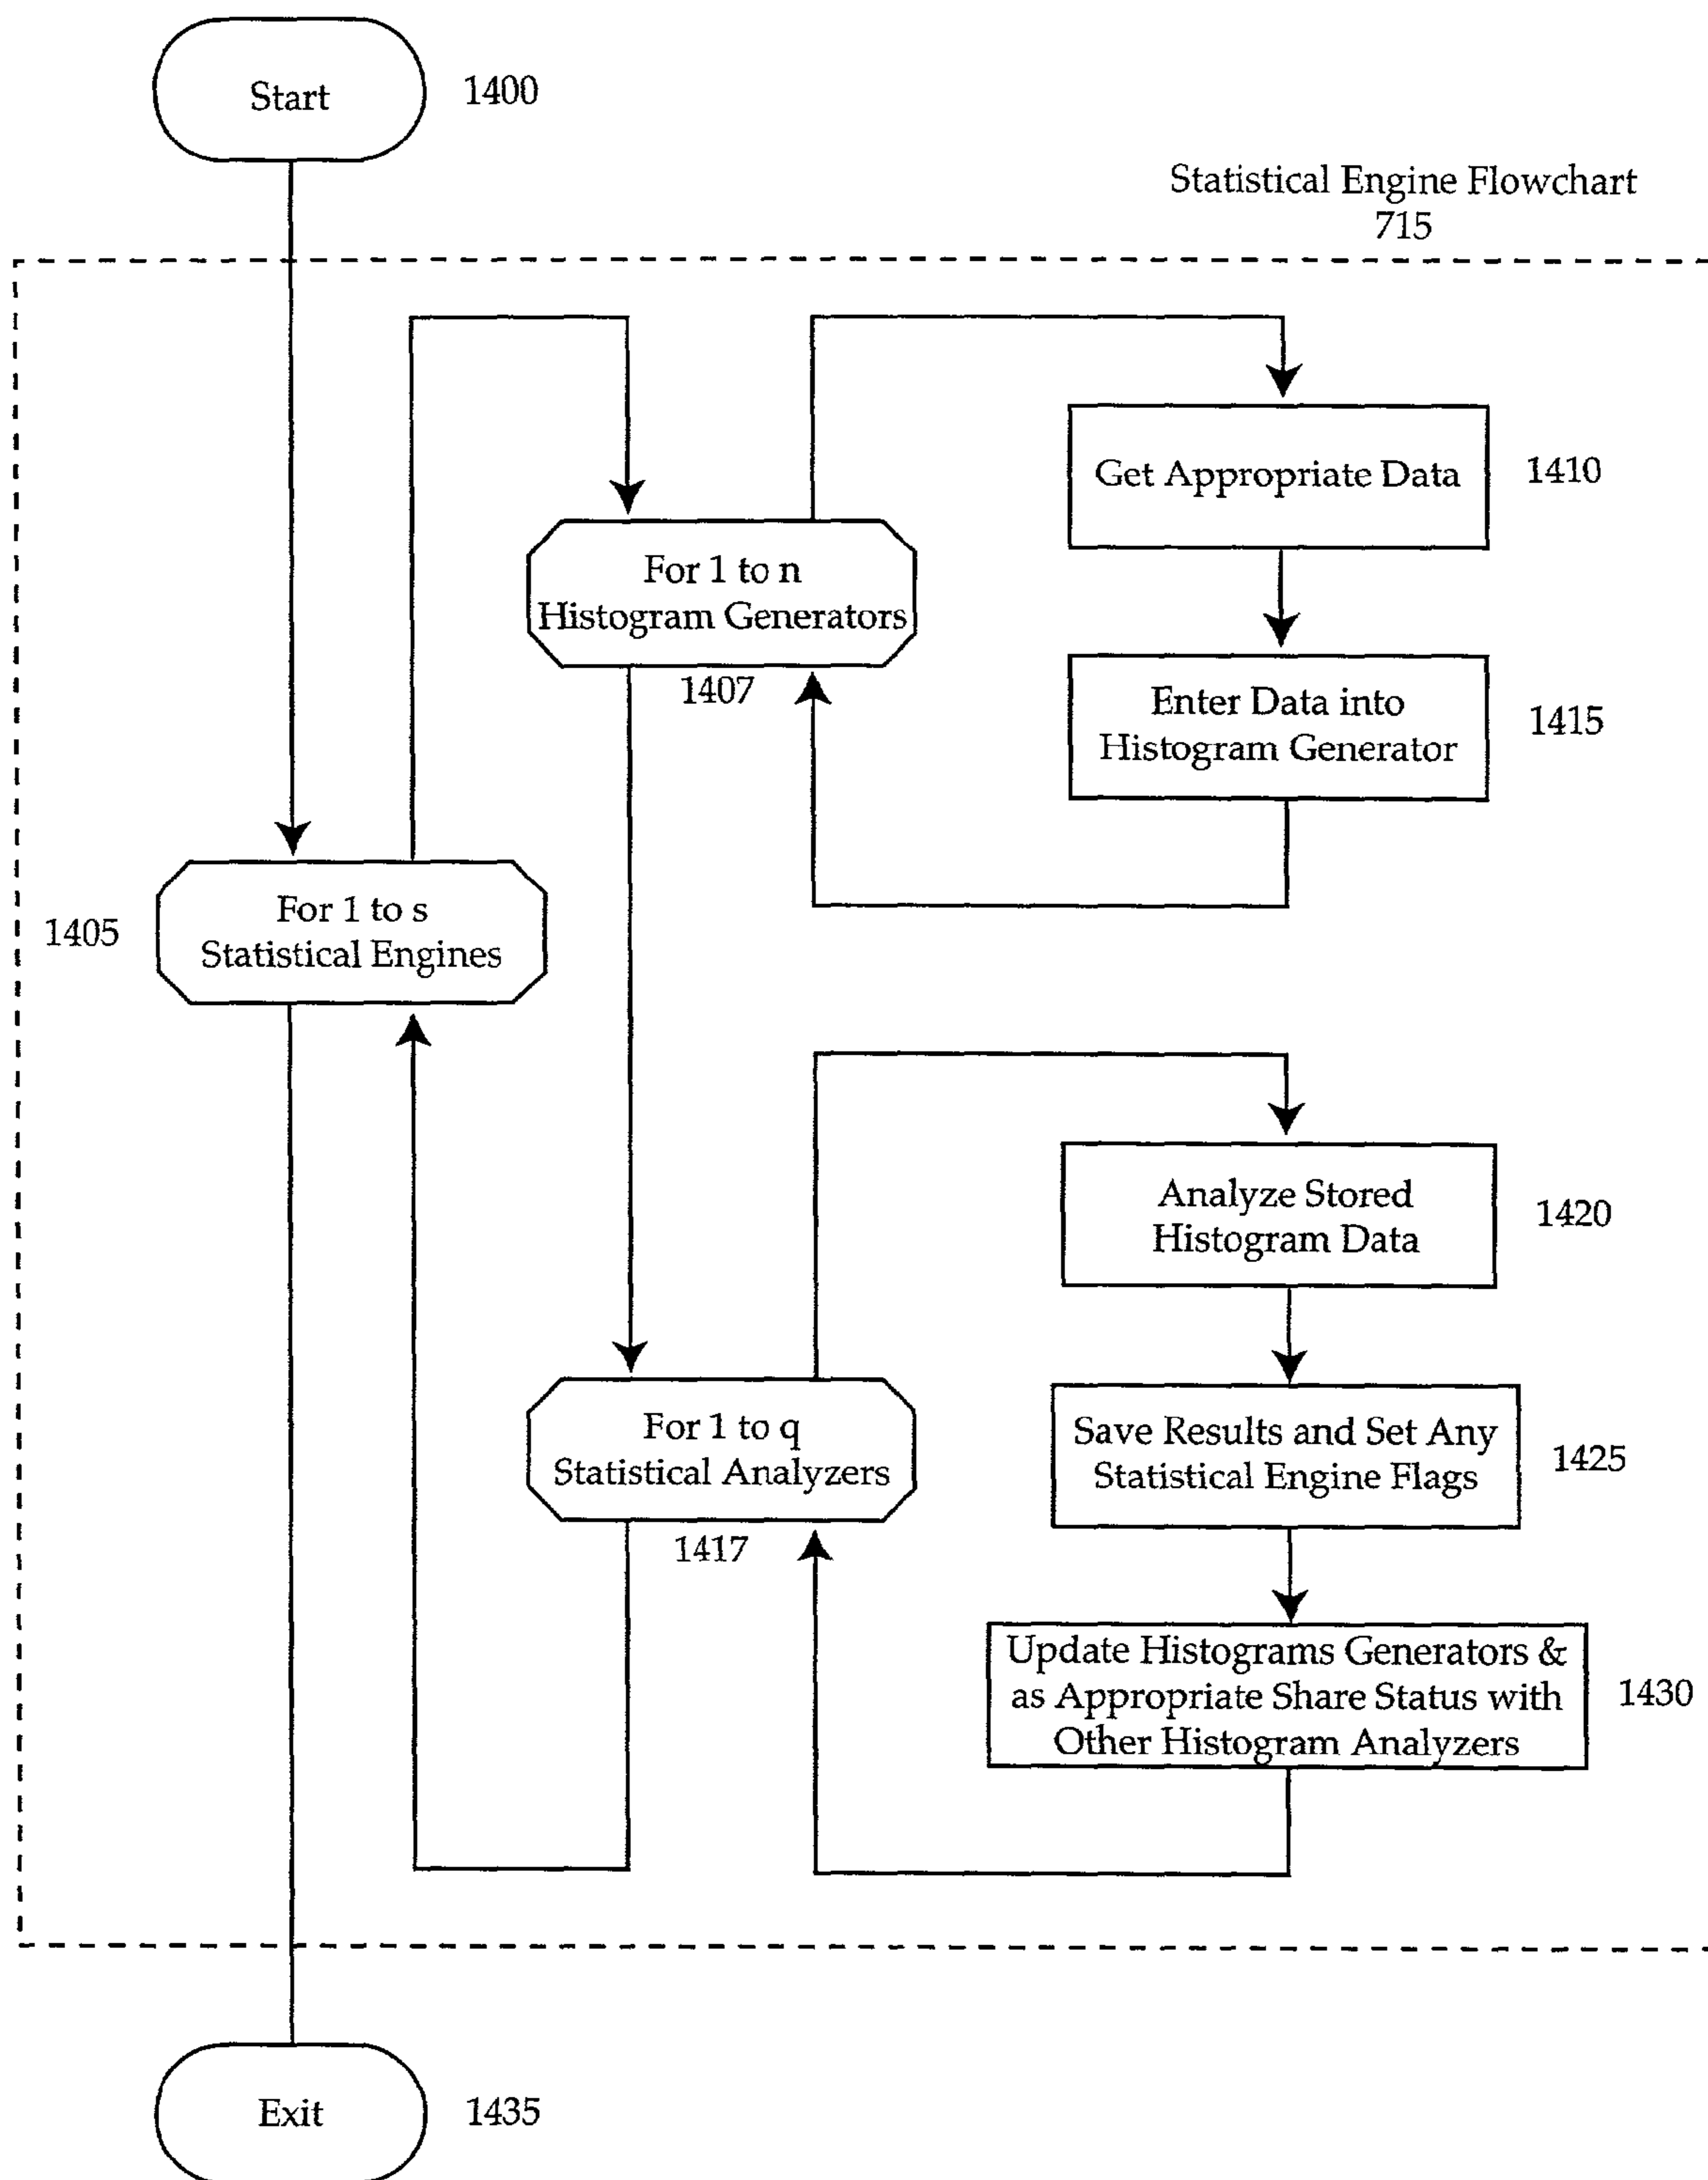 Start
1400
Statistical Engine Flowchart
715
For 1 to n
Histogram Generators
1407
Get Appropriate Data
1410
Enter Data into
Histogram Generator
1415
1405
For 1 to s
Statistical Engines
Analyze Stored
Histogram Data
1420
For 1 to q
Statistical Analyzers
1417
Save Results and Set Any
Statistical Engine Flags
1425
Update Histograms Generators &
as Appropriate Share Status with
Other Histogram Analyzers
1430
Exit
1435